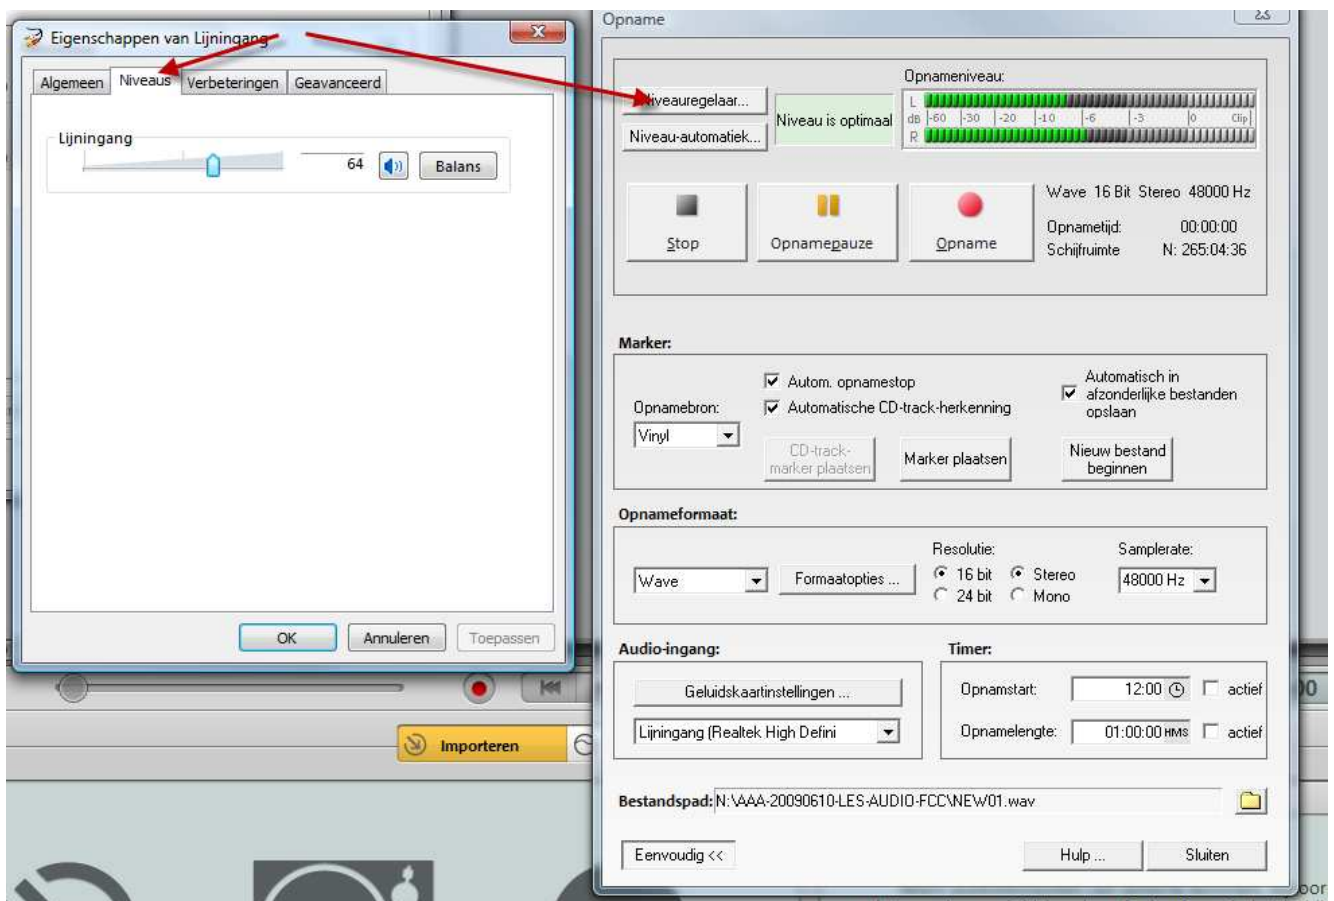 Eigenschappen van Lijningang
Algemeen Niveaus Verbeteringen Geavanceerd
Lijningang
64 Balans
OK Annuleren Toepassen
Importeren
Opname
Opnameniveau:
Niveauregelaar...
Niveau is optimaal
Niveau-automatiek...
L
dB -60 -30 -20 -10 -6 -3 0 Clip
R
Stop Opnamepauze Opname
Wave 16 Bit Stereo 48000 Hz
Opnametijd: 00:00:00
Schijfruimte N: 265:04:36
Marker:
Opnamebron:
Vinyl
Autom. opnamestop
Automatische CD-track-herkenning
Automatisch in
afzonderlijke bestanden
opslaan
CD-track-
marker plaatsen
Marker plaatsen
Nieuw bestand
beginnen
Opnameformaat:
Wave
Formaatopties ...
Resolutie:
16 bit Stereo
24 bit Mono
Samplerate:
48000 Hz
Audio-ingang:
Geluidskaartinstellingen ...
Lijningang (Realtek High Defini
Timer:
Opnamstart: 12:00 actief
Opnamelengte: 01:00:00 HMS actief
Bestandspad: N:\AAA-20090610-LES-AUDIO-FCC\NEW01.wav
Eenvoudig << Hulp ... Sluiten